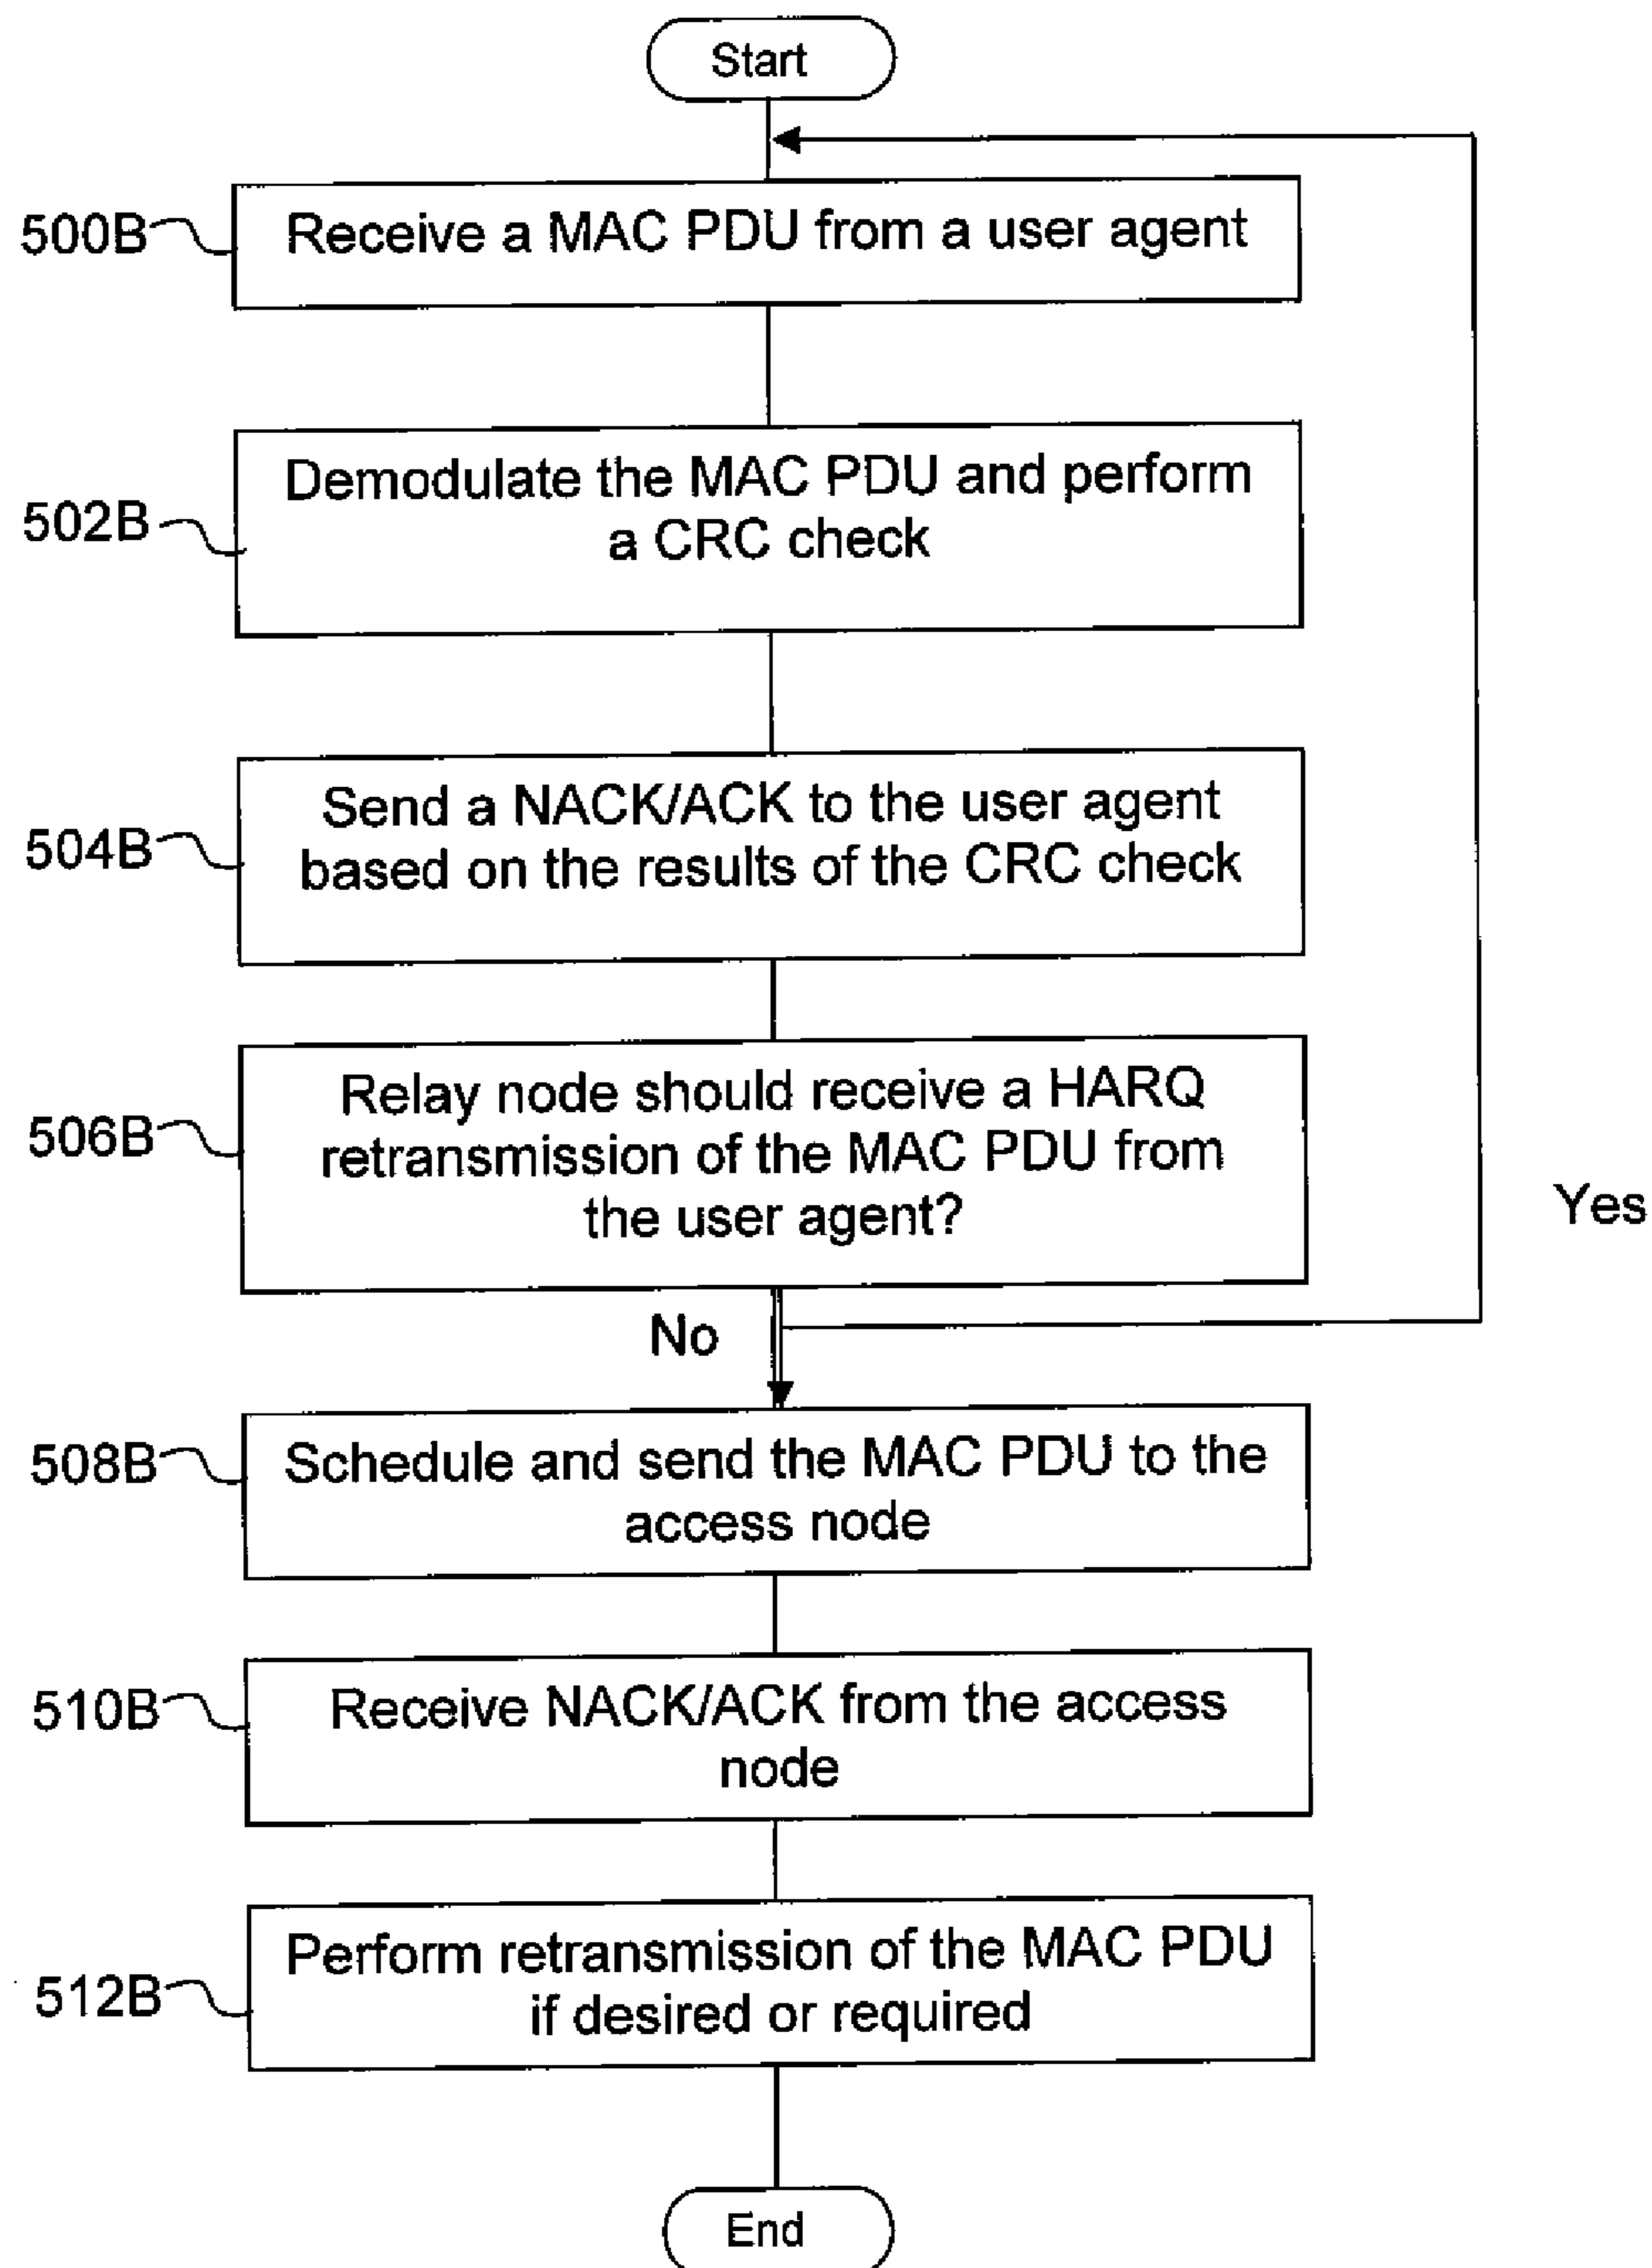 Start
500B
Receive a MAC PDU from a user agent
502B
Demodulate the MAC PDU and perform
a CRC check
504B
Send a NACK/ACK to the user agent
based on the results of the CRC check
506B
Relay node should receive a HARQ
retransmission of the MAC PDU from
the user agent?
Yes
No
508B
Schedule and send the MAC PDU to the
access node
510B
Receive NACK/ACK from the access
node
512B
Perform retransmission of the MAC PDU
if desired or required
End